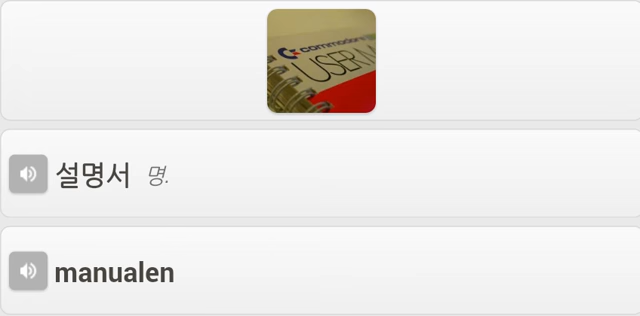 commodore
USER
설명서 명.
manualen